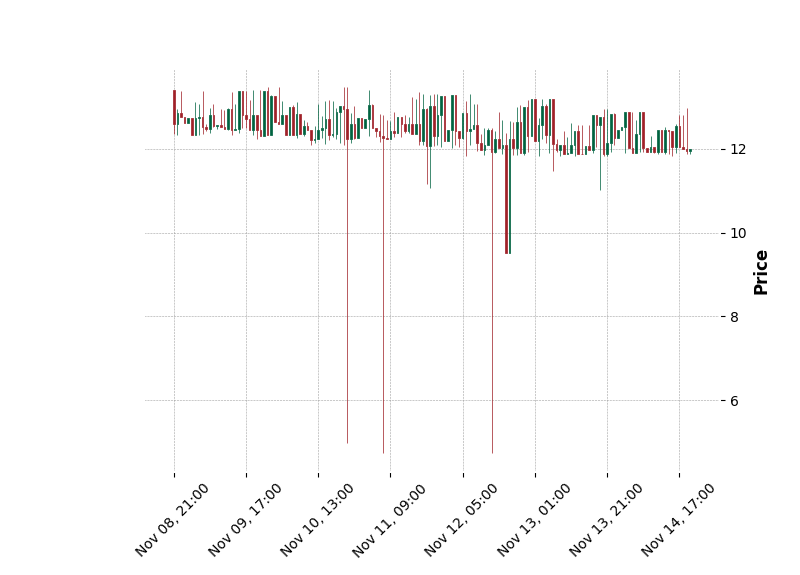 12
10
8
6
Price
Nov 08, 21:00
Nov 09, 17:00
Nov 10, 13:00
Nov 11, 09:00
Nov 12, 05:00
Nov 13, 01:00
Nov 13, 21:00
Nov 14, 17:00